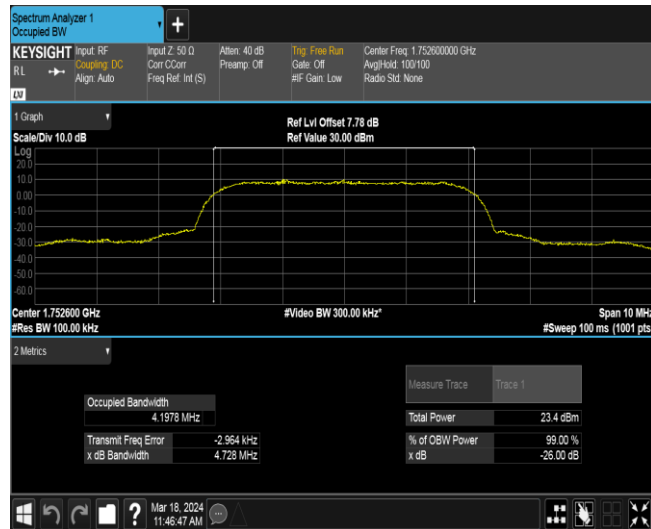 Spectrum Analyzer 1
Occupied BW
+
KEYSIGHT Input: RF Input Z: 50 Ω Atten: 40 dB Trig: Free Run Center Freq: 1.752600000 GHz
RL Coupling: DC Corr CCorr Preamp: Off Gate: Off Avg|Hold: 100/100
Align: Auto Freq Ref: Int (S) #IF Gain: Low Radio Std: None
LXI
1 Graph
Ref Lvl Offset 7.78 dB
Scale/Div 10.0 dB Ref Value 30.00 dBm
Log
20.0
10.0
0.00
-10.0
-20.0
-30.0
-40.0
-50.0
-60.0
Center 1.752600 GHz #Video BW 300.00 kHz* Span 10 MHz
#Res BW 100.00 kHz #Sweep 100 ms (1001 pts
2 Metrics
Measure Trace Trace 1
Occupied Bandwidth
4.1978 MHz
Total Power 23.4 dBm
Transmit Freq Error -2.964 kHz % of OBW Power 99.00 %
x dB Bandwidth 4.728 MHz x dB -26.00 dB
? Mar 18, 2024
11:46:47 AM